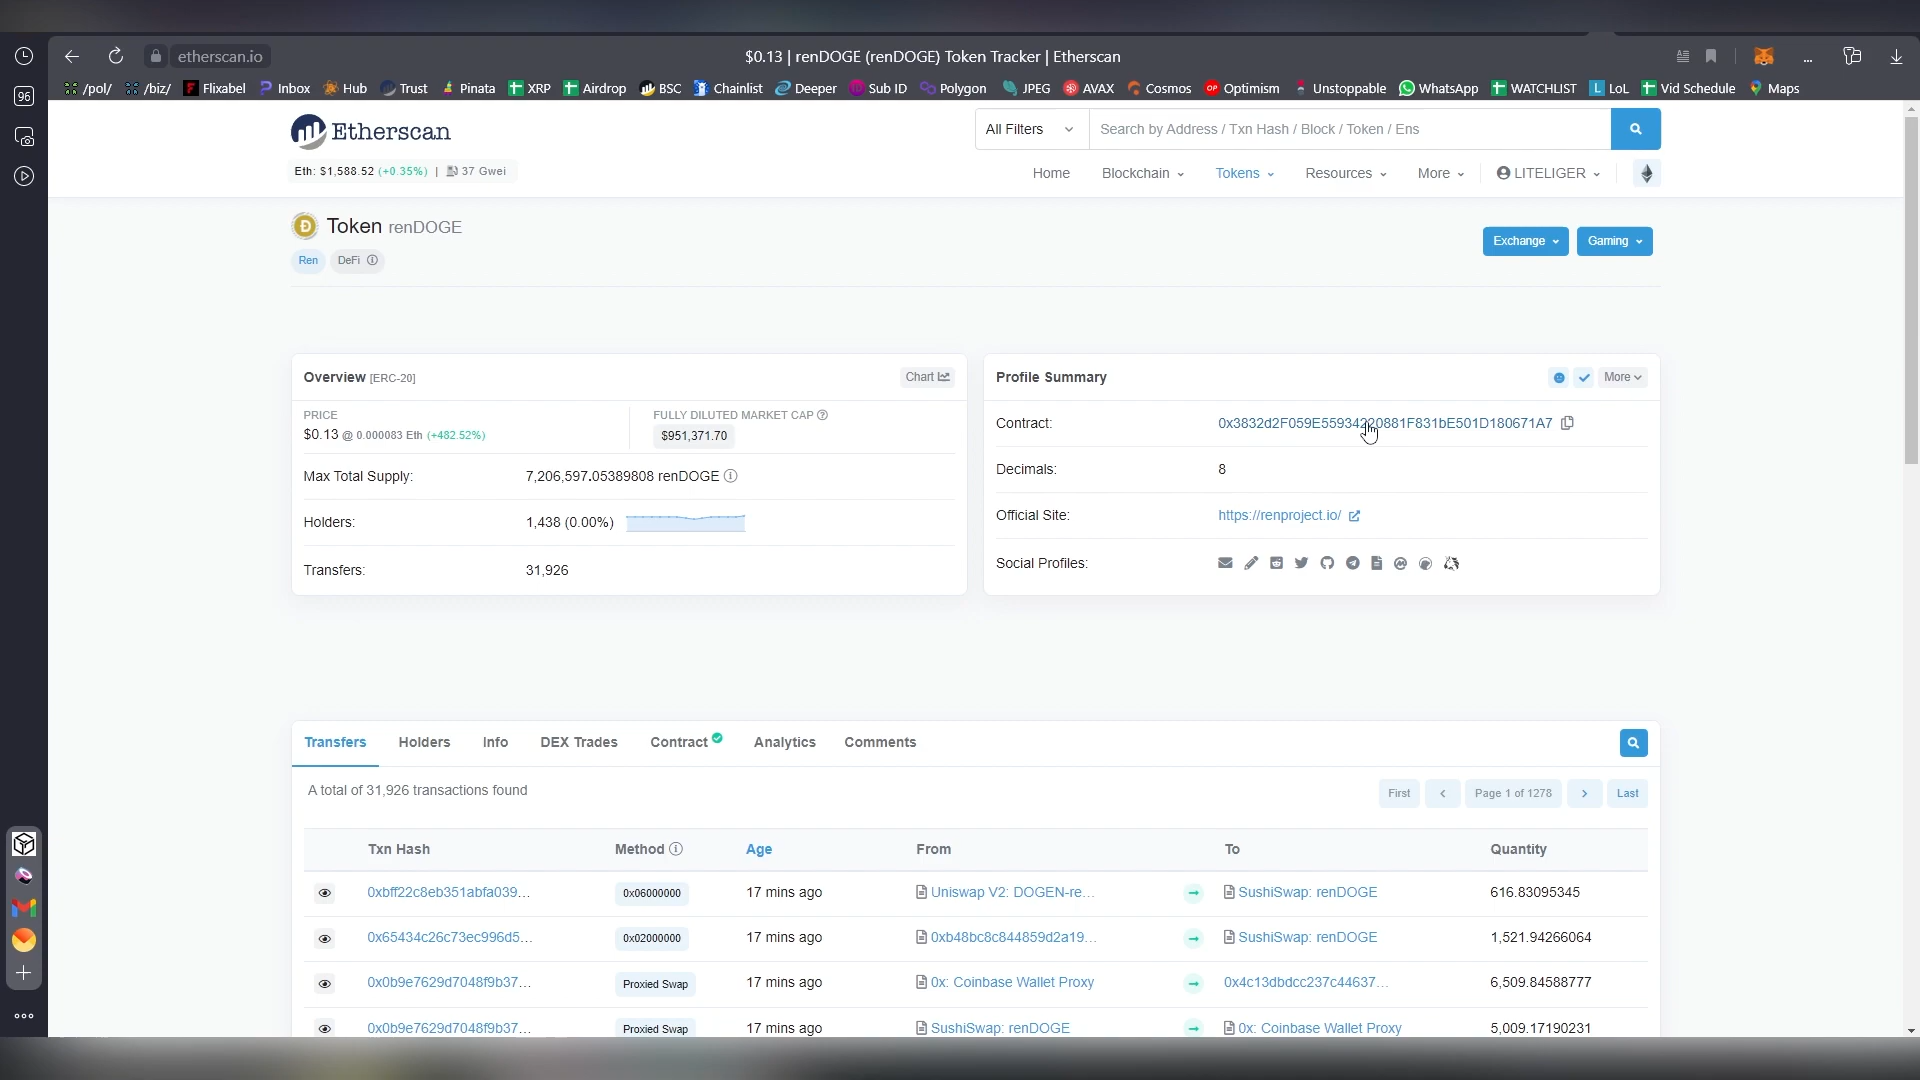 etherscan.io
$0.13 | renDOGE (renDOGE) Token Tracker | Etherscan
96
/pol/ /biz/ Flixabel Inbox Hub Trust Pinata XRP Airdrop BSC Chainlist Deeper Sub ID Polygon JPEG AVAX Cosmos Optimism Unstoppable WhatsApp WATCHLIST LoL Vid Schedule Maps
Etherscan
All Filters
Search by Address / Txn Hash / Block / Token / Ens
Eth: $1,588.52 (+0.35%) | 37 Gwei
Home Blockchain Tokens Resources More LITELIGER
Token renDOGE
Ren DeFi
Exchange Gaming
Overview [ERC-20]
Chart
PRICE
$0.13 @ 0.000083 Eth (+482.52%)
FULLY DILUTED MARKET CAP
$951,371.70
Max Total Supply: 7,206,597.05389808 renDOGE
Holders: 1,438 (0.00%)
Transfers: 31,926
Profile Summary
More
Contract: 0x3832d2F059E55934220881F831bE501D180671A7
Decimals: 8
Official Site: https://renproject.io/
Social Profiles:
Transfers Holders Info DEX Trades Contract Analytics Comments
A total of 31,926 transactions found
First Page 1 of 1278 Last
Txn Hash Method Age From To Quantity
0xbff22c8eb351abfa039... 0x06000000 17 mins ago Uniswap V2: DOGEN-re... SushiSwap: renDOGE 616.83095345
0x65434c26c73ec996d5... 0x02000000 17 mins ago 0xb48bc8c844859d2a19... SushiSwap: renDOGE 1,521.94266064
0x0b9e7629d7048f9b37... Proxied Swap 17 mins ago 0x: Coinbase Wallet Proxy 0x4c13dbdcc237c44637... 6,509.84588777
0x0b9e7629d7048f9b37... Proxied Swap 17 mins ago SushiSwap: renDOGE 0x: Coinbase Wallet Proxy 5,009.17190231